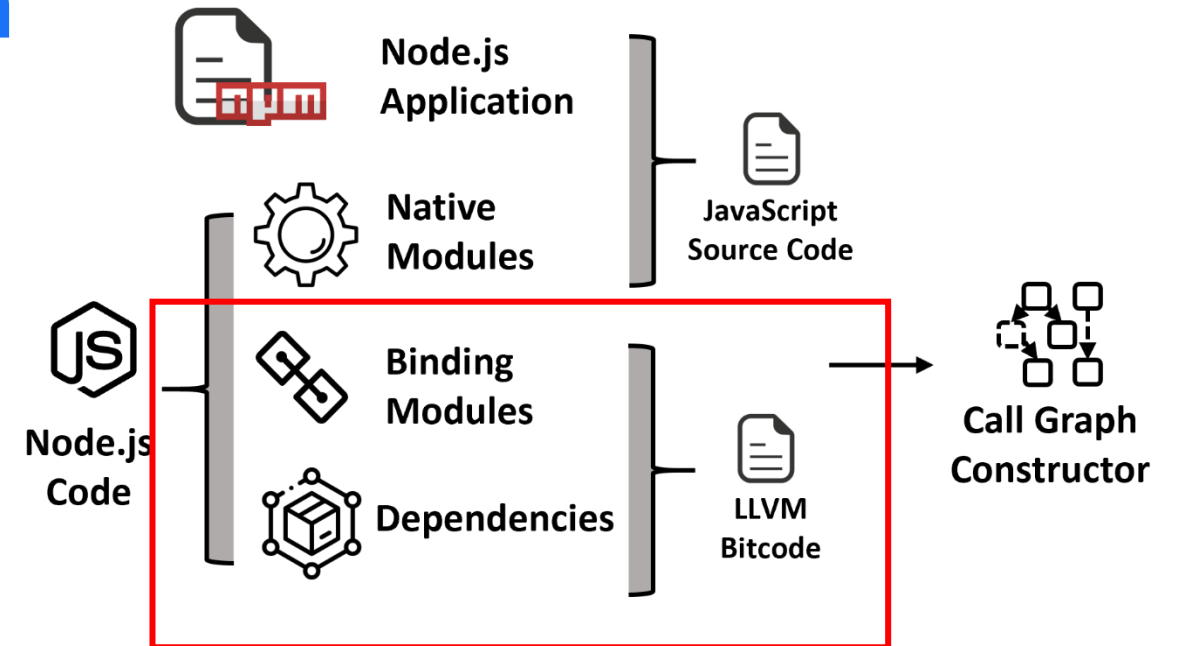 Node.js
Application
Native
Modules
JavaScript
Source Code
JS
Node.js
Code
Binding
Modules
Dependencies
LLVM
Bitcode
Call Graph
Constructor